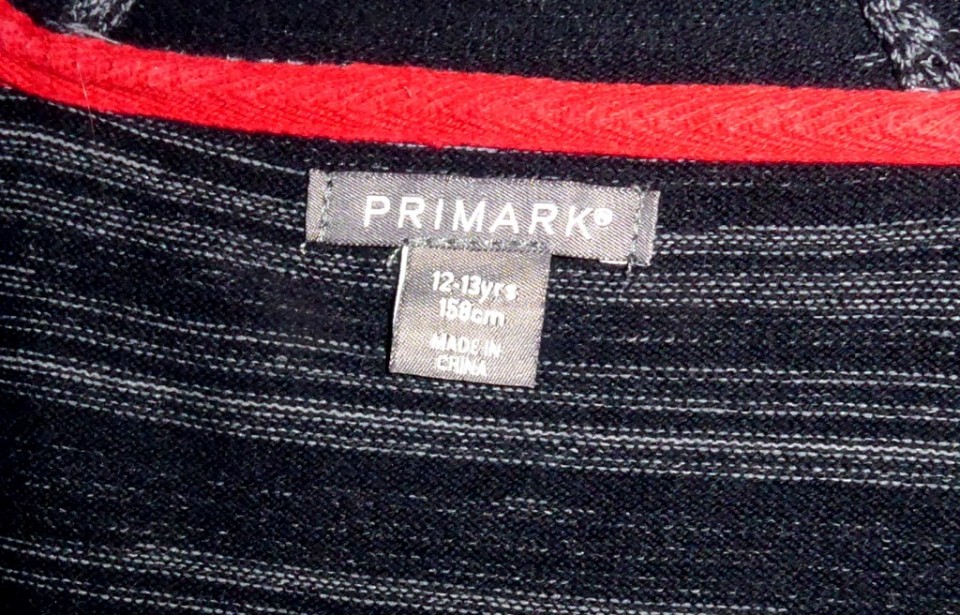 PRIMARK®
12-13yrs
158cm
MADE IN
CHINA